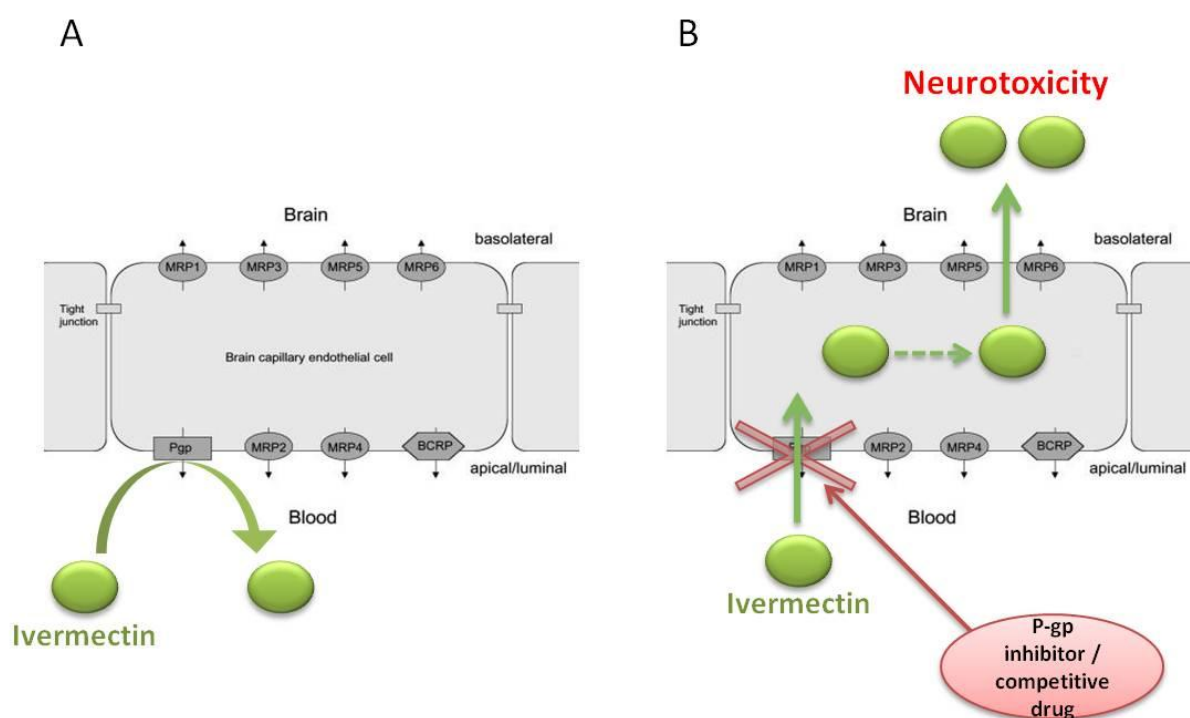 A
Brain
basolateral
MRP1
MRP3
MRP5
MRP6
Tight
junction
Brain capillary endothelial cell
Pgp
MRP2
MRP4
BCRP
apical/luminal
Blood
Ivermectin
B
Neurotoxicity
Brain
basolateral
MRP1
MRP3
MRP5
MRP6
Tight
junction
MRP2
MRP4
BCRP
apical/luminal
Blood
Ivermectin
P-gp
inhibitor /
competitive
drug